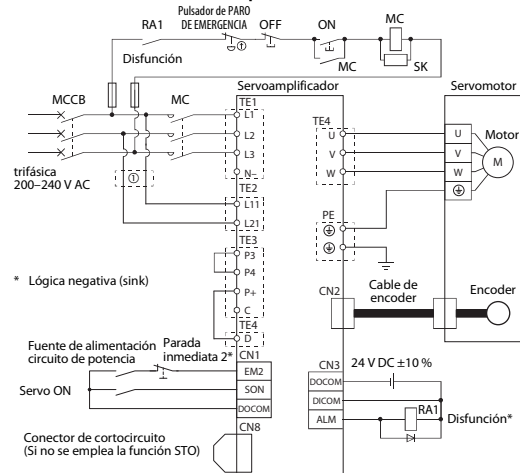 Pulsador de PARO
DE EMERGENCIA
RA1
OFF
ON
MC
①
Disfunción
MC
SK
Servoamplificador
Servomotor
MCCB
MC
TE1
L1
L2
L3
N–
trifásica
200–240 V AC
①
TE2
L11
L21
TE3
P3
P4
P+
C
TE4
D
* Lógica negativa (sink)
TE4
U
V
W
U
V
W
Motor
M
PE
CN2
Cable de
encoder
Encoder
Fuente de alimentación
circuito de potencia
Parada
inmediata 2*
Servo ON
CN1
EM2
SON
DOCOM
CN3
DOCOM
DICOM
ALM
24 V DC ±10 %
RA1
Disfunción*
Conector de cortocircuito
(Si no se emplea la función STO)
CN8